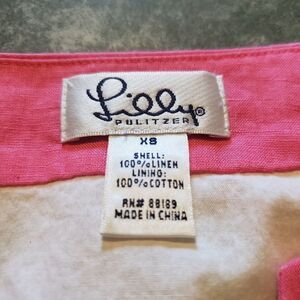 Lilly®
PULITZER
XS
SHELL:
100%LINEN
LINING:
100%COTTON
RN# 88189
MADE IN CHINA